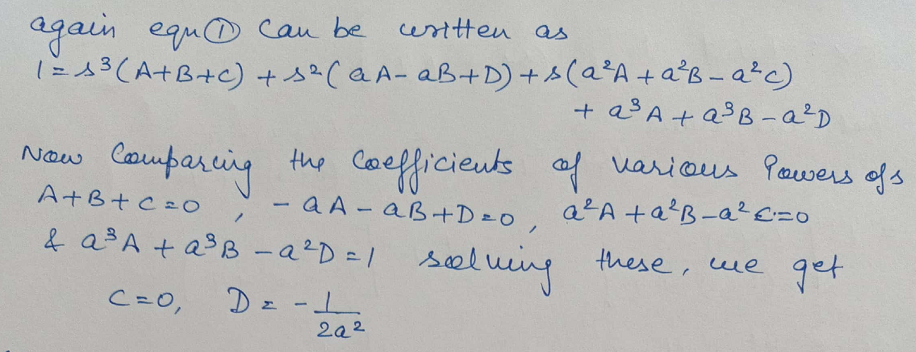 again equ① can be written as
1 = s³(A+B+C) + s²(aA - aB + D) + s(a²A + a²B - a²C)
+ a³A + a³B - a²D
Now Comparing the Coefficients of various Powers of s
A+B+C=0, -aA - aB + D=0, a²A + a²B - a²C=0
& a³A + a³B - a²D = 1 solving these, we get
C=0, D = -1/2a²